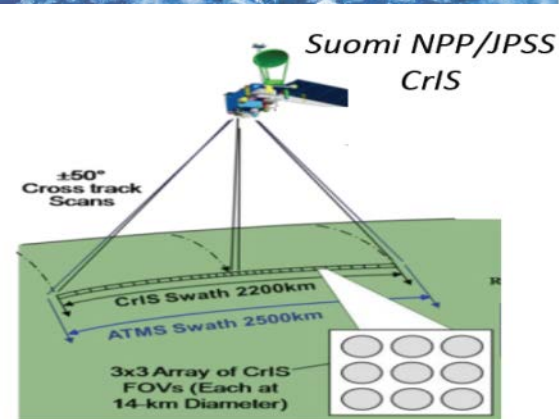 Suomi NPP/JPSS
CrIS
±50°
Cross track
Scans
CrIS Swath 2200km
R
ATMS Swath 2500km
3x3 Array of CrIS
FOVs (Each at
14-km Diameter)